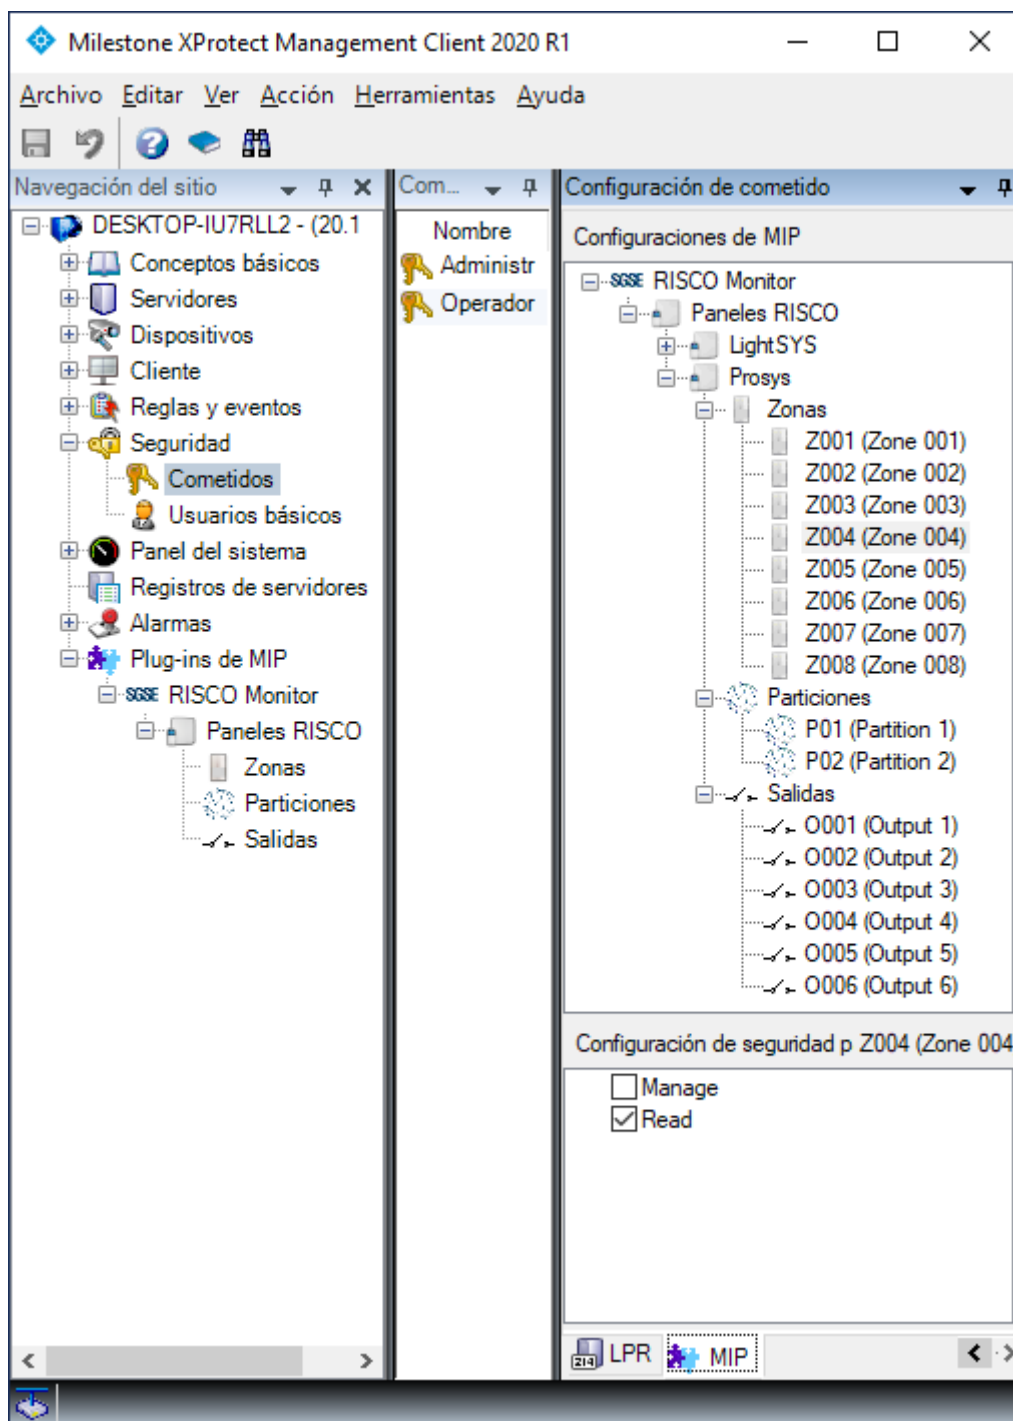 Milestone XProtect Management Client 2020 R1
Archivo Editar Ver Acción Herramientas Ayuda
Navegación del sitio
DESKTOP-IU7RLL2 - (20.1
Conceptos básicos
Servidores
Dispositivos
Cliente
Reglas y eventos
Seguridad
Cometidos
Usuarios básicos
Panel del sistema
Registros de servidores
Alarmas
Plug-ins de MIP
SGSE RISCO Monitor
Paneles RISCO
Zonas
Particiones
Salidas
Com...
Nombre
Administr
Operador
Configuración de cometido
Configuraciones de MIP
SGSE RISCO Monitor
Paneles RISCO
LightSYS
Prosys
Zonas
Z001 (Zone 001)
Z002 (Zone 002)
Z003 (Zone 003)
Z004 (Zone 004)
Z005 (Zone 005)
Z006 (Zone 006)
Z007 (Zone 007)
Z008 (Zone 008)
Particiones
P01 (Partition 1)
P02 (Partition 2)
Salidas
O001 (Output 1)
O002 (Output 2)
O003 (Output 3)
O004 (Output 4)
O005 (Output 5)
O006 (Output 6)
Configuración de seguridad p Z004 (Zone 004
Manage
Read
214 LPR MIP